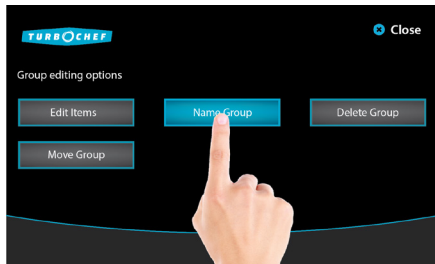 TURBOCHEF
Close
Group editing options
Edit Items
Name Group
Delete Group
Move Group